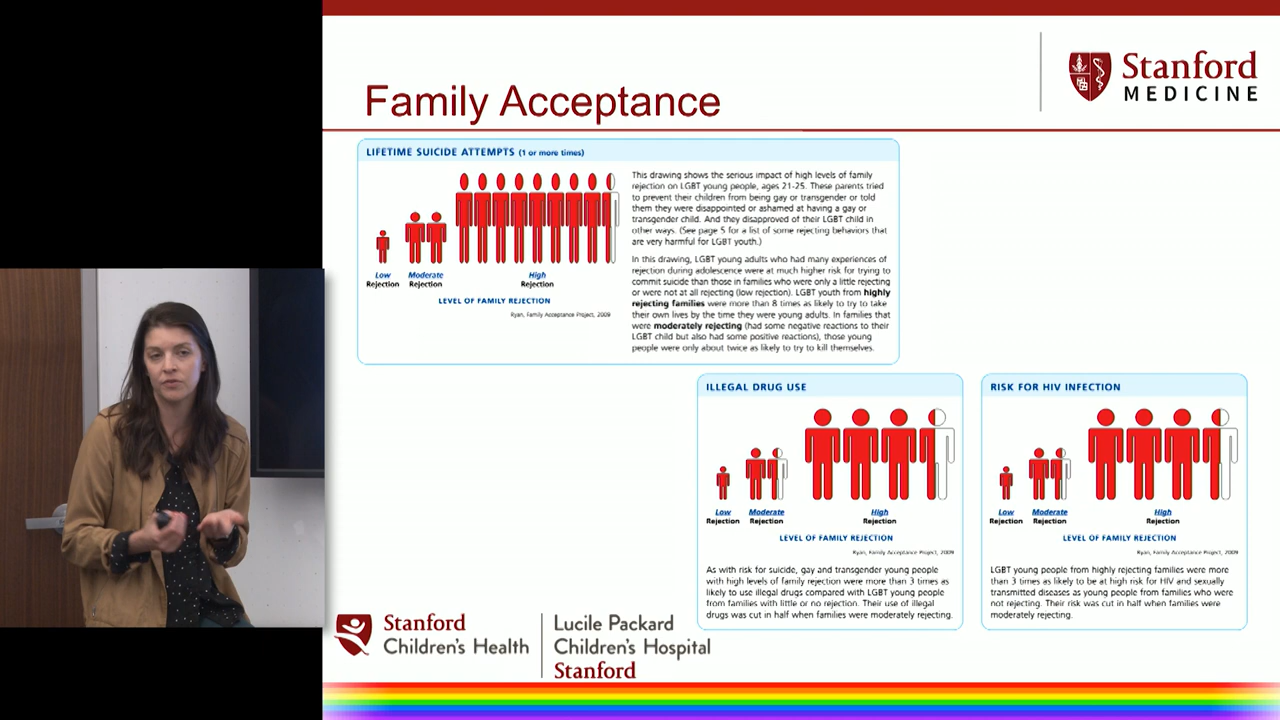 Family Acceptance
Stanford
MEDICINE
LIFETIME SUICIDE ATTEMPTS (1 or more times)
Low
Rejection
Moderate
Rejection
High
Rejection
LEVEL OF FAMILY REJECTION
Ryan, Family Acceptance Project, 2009
This drawing shows the serious impact of high levels of family
rejection on LGBT young people, ages 21-25. These parents tried
to prevent their children from being gay or transgender or told
them they were disappointed or ashamed at having a gay or
transgender child. And they disapproved of their LGBT child in
other ways. (See page 5 for a list of some rejecting behaviors that
are very harmful for LGBT youth.)
In this drawing, LGBT young adults who had many experiences of
rejection during adolescence were at much higher risk for trying to
commit suicide than those in families who were only a little rejecting
or were not at all rejecting (low rejection). LGBT youth from highly
rejecting families were more than 8 times as likely to try to take
their own lives by the time they were young adults. In families that
were moderately rejecting (had some negative reactions to their
LGBT child but also had some positive reactions), those young
people were only about twice as likely to try to kill themselves.
ILLEGAL DRUG USE
Low
Rejection
Moderate
Rejection
High
Rejection
LEVEL OF FAMILY REJECTION
Ryan, Family Acceptance Project, 2009
As with risk for suicide, gay and transgender young people
with high levels of family rejection were more than 3 times as
likely to use illegal drugs compared with LGBT young people
from families with little or no rejection. Their use of illegal
drugs was cut in half when families were moderately rejecting.
RISK FOR HIV INFECTION
Low
Rejection
Moderate
Rejection
High
Rejection
LEVEL OF FAMILY REJECTION
Ryan, Family Acceptance Project, 2009
LGBT young people from highly rejecting families were more
than 3 times as likely to be at high risk for HIV and sexually
transmitted diseases as young people from families who were
not rejecting. Their risk was cut in half when families were
moderately rejecting.
Stanford
Children's Health
Lucile Packard
Children's Hospital
Stanford